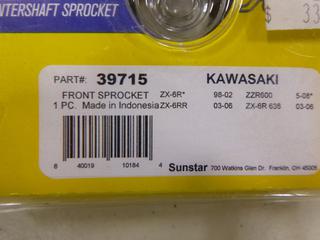 NTERSHAFT SPROCKET
$ 33
PART#: 39715 KAWASAKI
FRONT SPROCKET ZX-6R* 98-02 ZZR600 5-08*
1 PC. Made in Indonesia ZX-6RR 03-06 ZX-6R 636 03-06
8 40019 10184 4
Sunstar 700 Watkins Glen Dr. Franklin, OH 45005